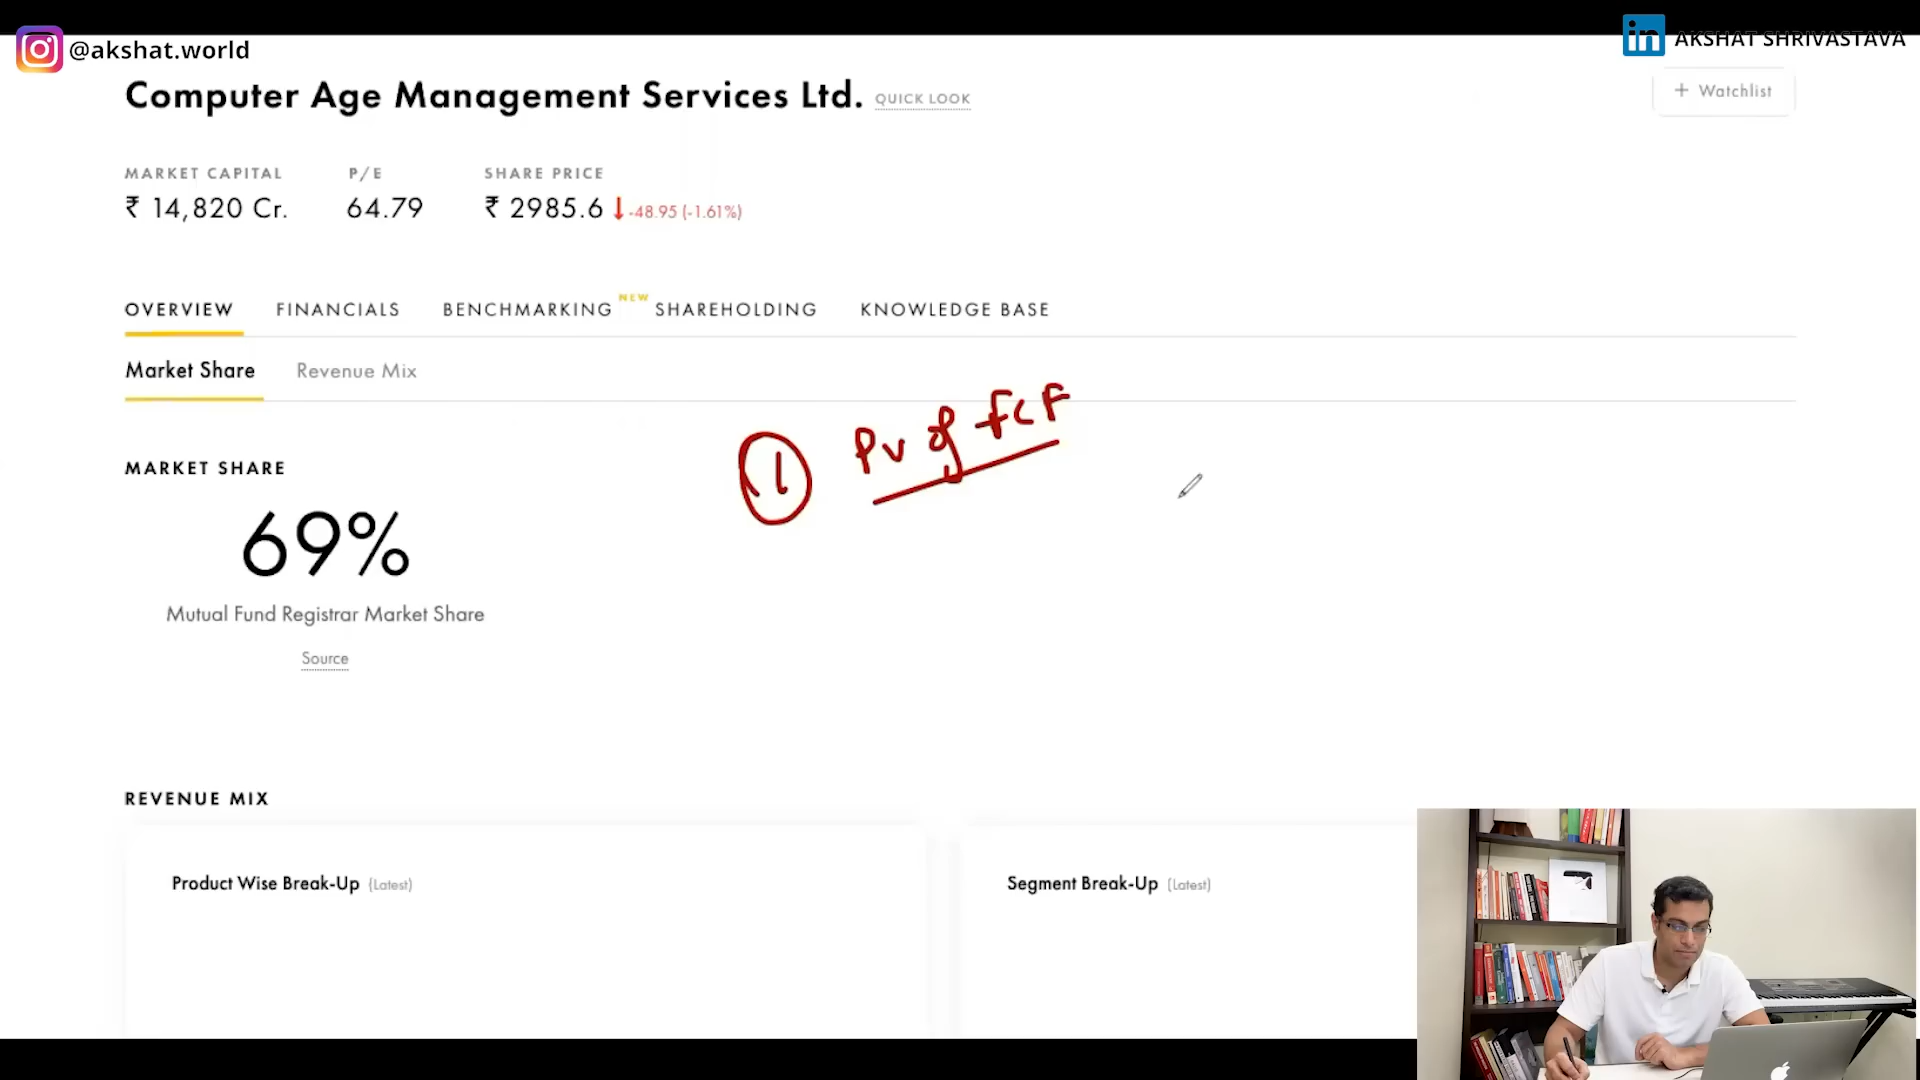 @akshat.world
AKSHAT SHRIVASTAVA
Computer Age Management Services Ltd. QUICK LOOK
+ Watchlist
MARKET CAPITAL P/E SHARE PRICE
₹ 14,820 Cr. 64.79 ₹ 2985.6 ↓ -48.95 (-1.61%)
OVERVIEW FINANCIALS BENCHMARKING NEW SHAREHOLDING KNOWLEDGE BASE
Market Share Revenue Mix
1 PV of FCF
MARKET SHARE
69%
Mutual Fund Registrar Market Share
Source
REVENUE MIX
Product Wise Break-Up (Latest)
Segment Break-Up (Latest)